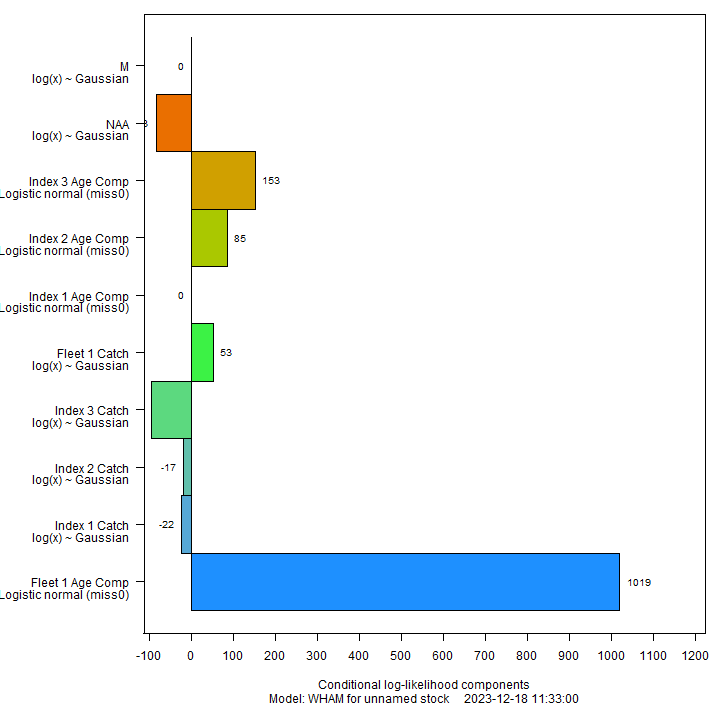 M
log(x) ~ Gaussian
0
NAA
log(x) ~ Gaussian
Index 3 Age Comp
Logistic normal (miss0)
153
Index 2 Age Comp
Logistic normal (miss0)
85
Index 1 Age Comp
Logistic normal (miss0)
0
Fleet 1 Catch
log(x) ~ Gaussian
53
Index 3 Catch
log(x) ~ Gaussian
Index 2 Catch
log(x) ~ Gaussian
-17
Index 1 Catch
log(x) ~ Gaussian
-22
Fleet 1 Age Comp
Logistic normal (miss0)
1019
-100 0 100 200 300 400 500 600 700 800 900 1000 1100 1200
Conditional log-likelihood components
Model: WHAM for unnamed stock 2023-12-18 11:33:00